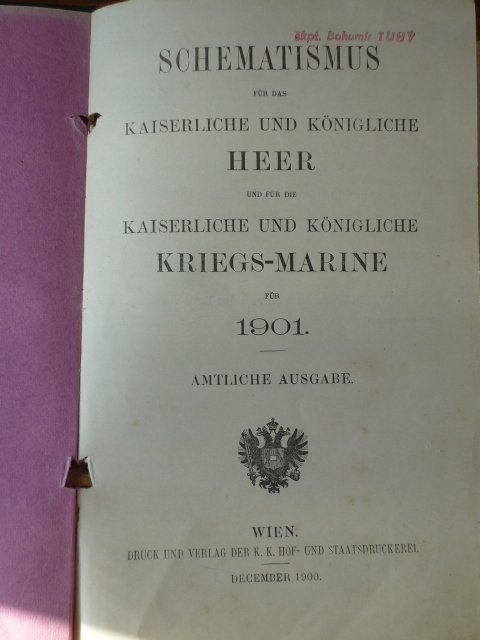 škpt. Bohumír TUBÝ
SCHEMATISMUS
FÜR DAS
KAISERLICHE UND KÖNIGLICHE
HEER
UND FÜR DIE
KAISERLICHE UND KÖNIGLICHE
KRIEGS-MARINE
FÜR
1901.
AMTLICHE AUSGABE.
WIEN.
DRUCK UND VERLAG DER K. K. HOF- UND STAATSDRUCKEREI.
DECEMBER 1900.